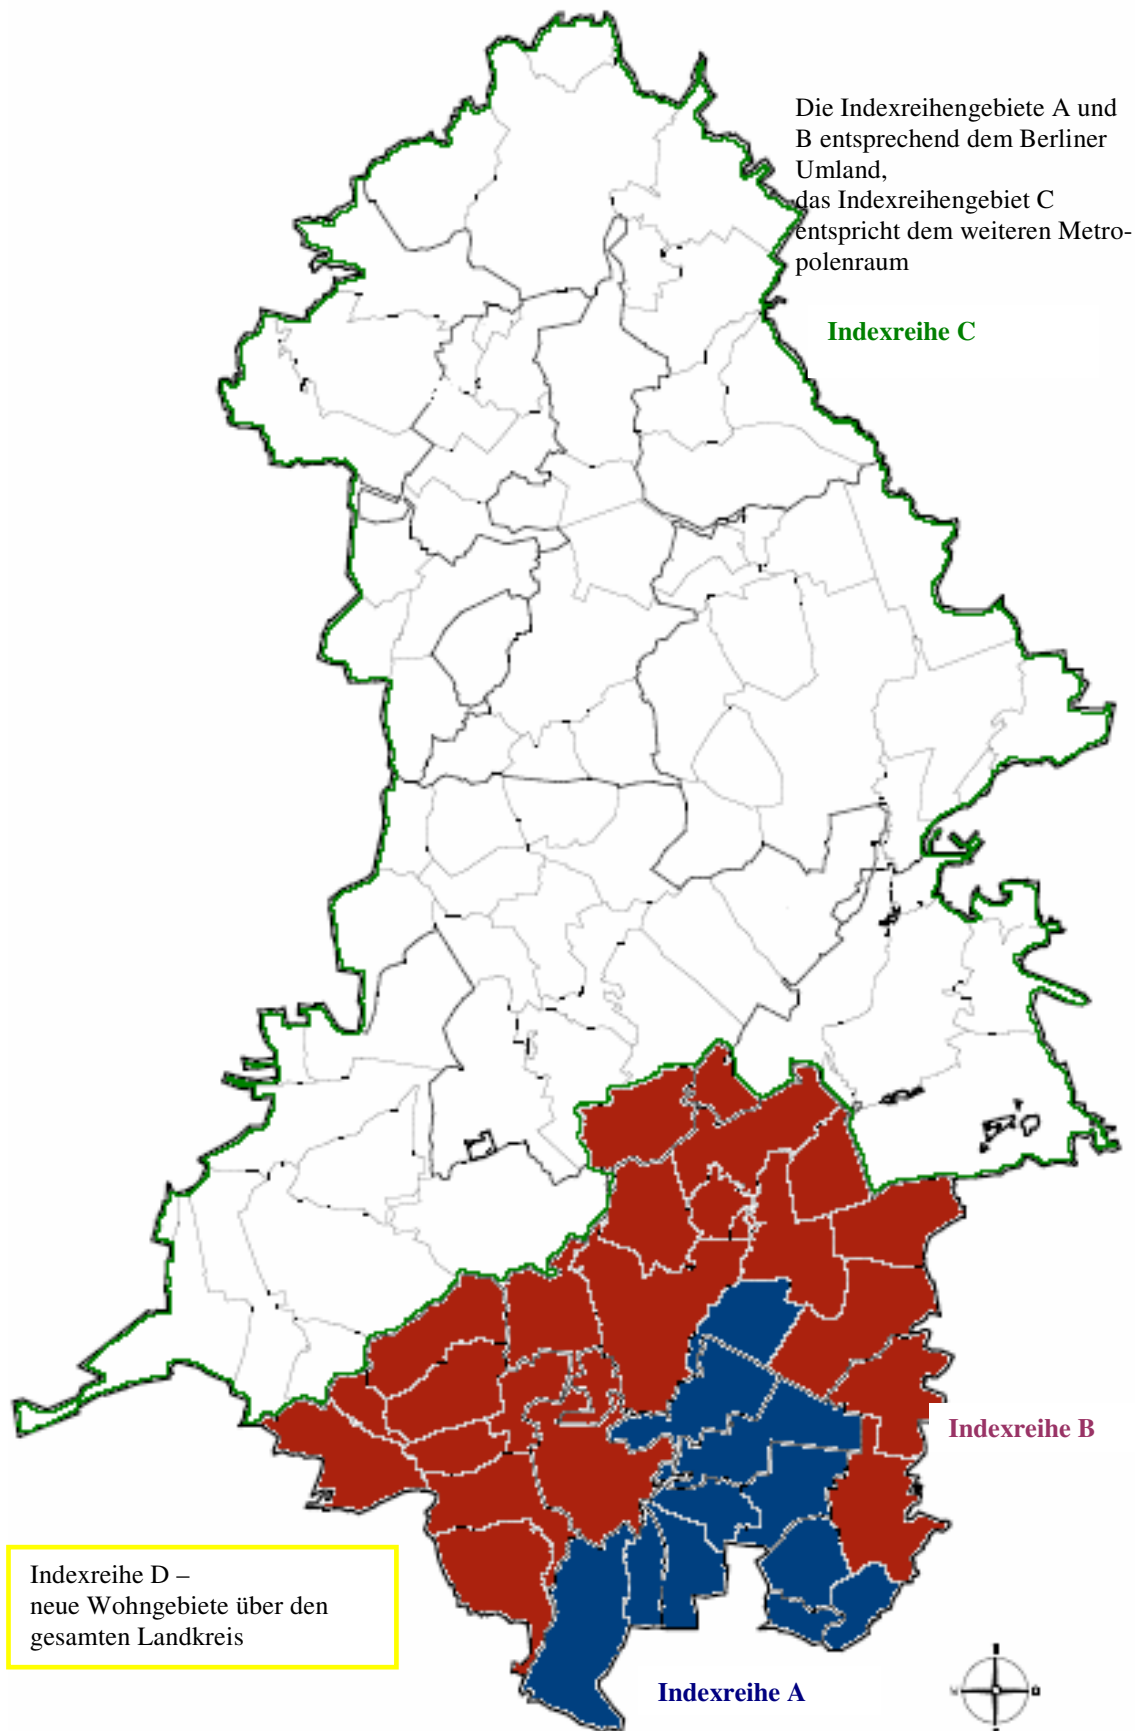 Die Indexreihengebiete A und
B entsprechend dem Berliner
Umland,
das Indexreihengebiet C
entspricht dem weiteren Metro-
polenraum
Indexreihe C
Indexreihe B
Indexreihe D –
neue Wohngebiete über den
gesamten Landkreis
Indexreihe A